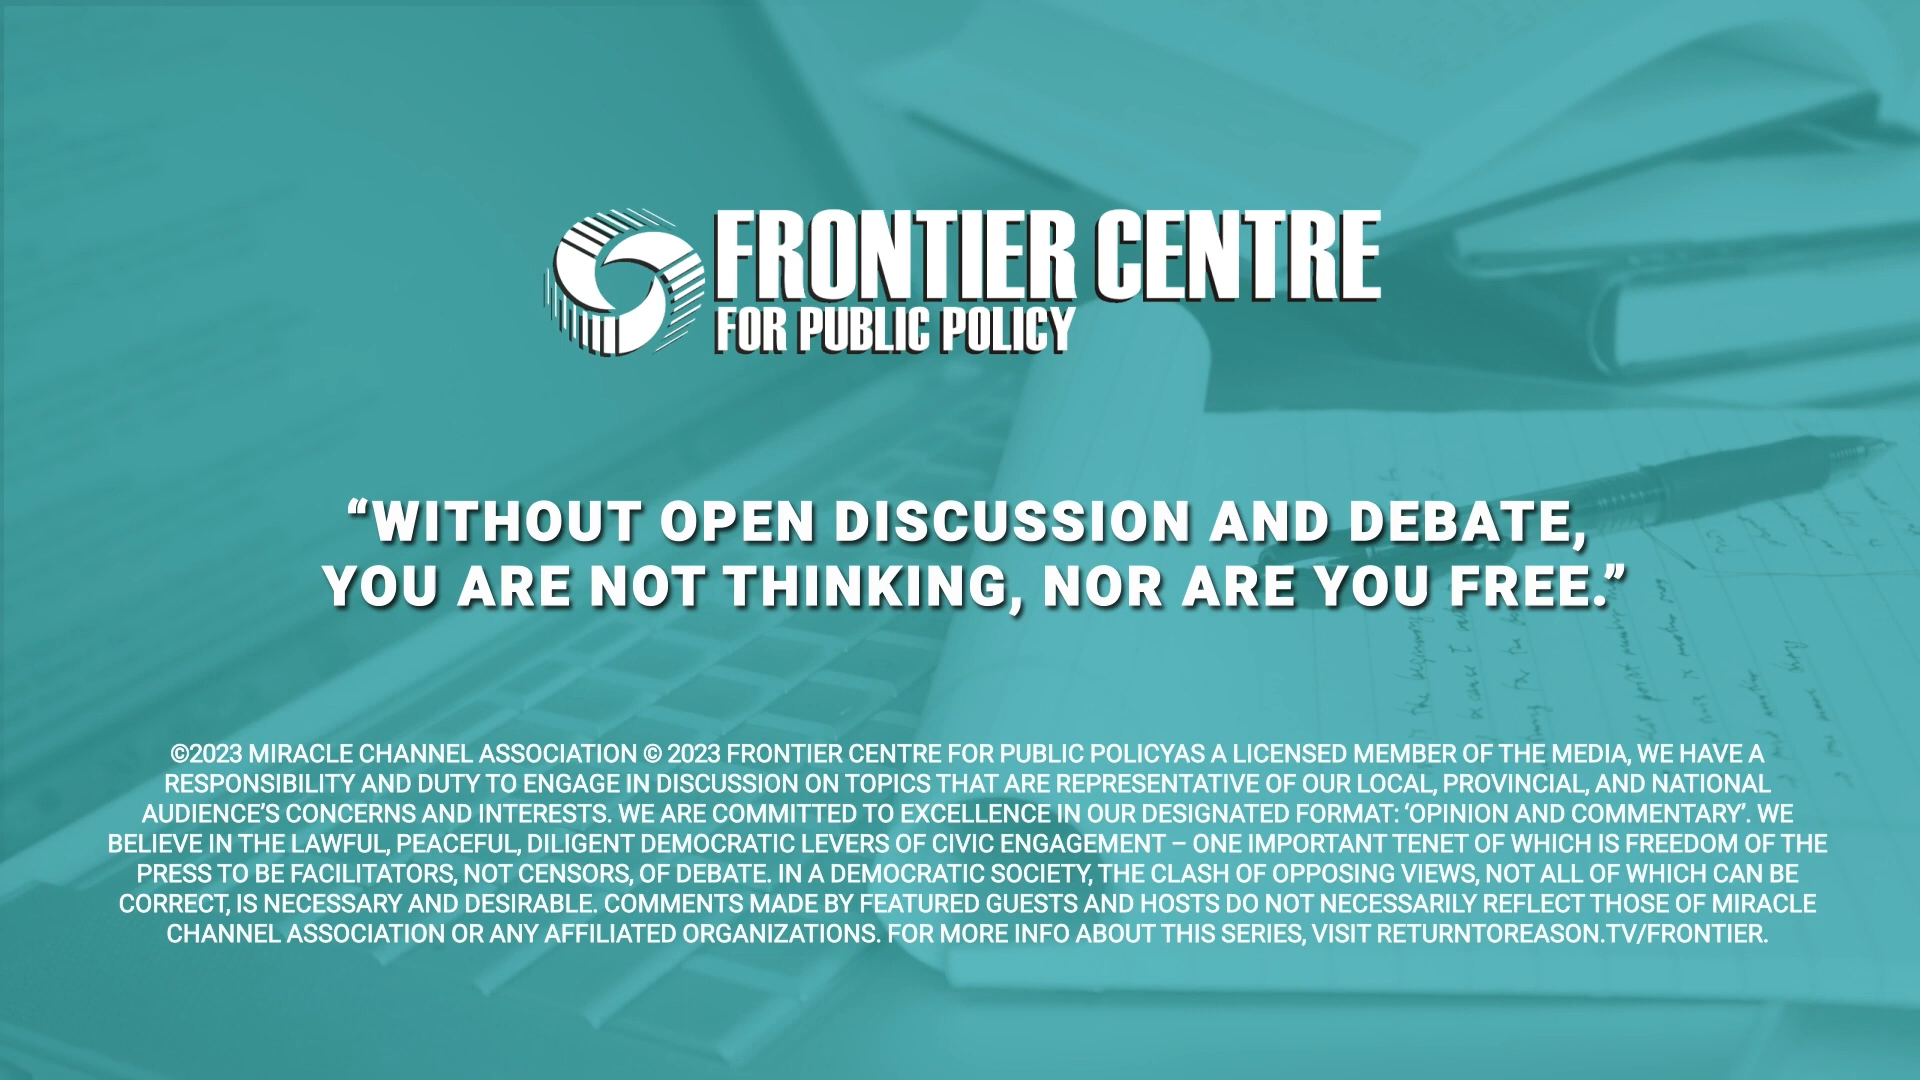 FRONTIER CENTRE
FOR PUBLIC POLICY
“WITHOUT OPEN DISCUSSION AND DEBATE,
YOU ARE NOT THINKING, NOR ARE YOU FREE.”
©2023 MIRACLE CHANNEL ASSOCIATION © 2023 FRONTIER CENTRE FOR PUBLIC POLICYAS A LICENSED MEMBER OF THE MEDIA, WE HAVE A
RESPONSIBILITY AND DUTY TO ENGAGE IN DISCUSSION ON TOPICS THAT ARE REPRESENTATIVE OF OUR LOCAL, PROVINCIAL, AND NATIONAL
AUDIENCE’S CONCERNS AND INTERESTS. WE ARE COMMITTED TO EXCELLENCE IN OUR DESIGNATED FORMAT: ‘OPINION AND COMMENTARY’. WE
BELIEVE IN THE LAWFUL, PEACEFUL, DILIGENT DEMOCRATIC LEVERS OF CIVIC ENGAGEMENT – ONE IMPORTANT TENET OF WHICH IS FREEDOM OF THE
PRESS TO BE FACILITATORS, NOT CENSORS, OF DEBATE. IN A DEMOCRATIC SOCIETY, THE CLASH OF OPPOSING VIEWS, NOT ALL OF WHICH CAN BE
CORRECT, IS NECESSARY AND DESIRABLE. COMMENTS MADE BY FEATURED GUESTS AND HOSTS DO NOT NECESSARILY REFLECT THOSE OF MIRACLE
CHANNEL ASSOCIATION OR ANY AFFILIATED ORGANIZATIONS. FOR MORE INFO ABOUT THIS SERIES, VISIT RETURNTOREASON.TV/FRONTIER.